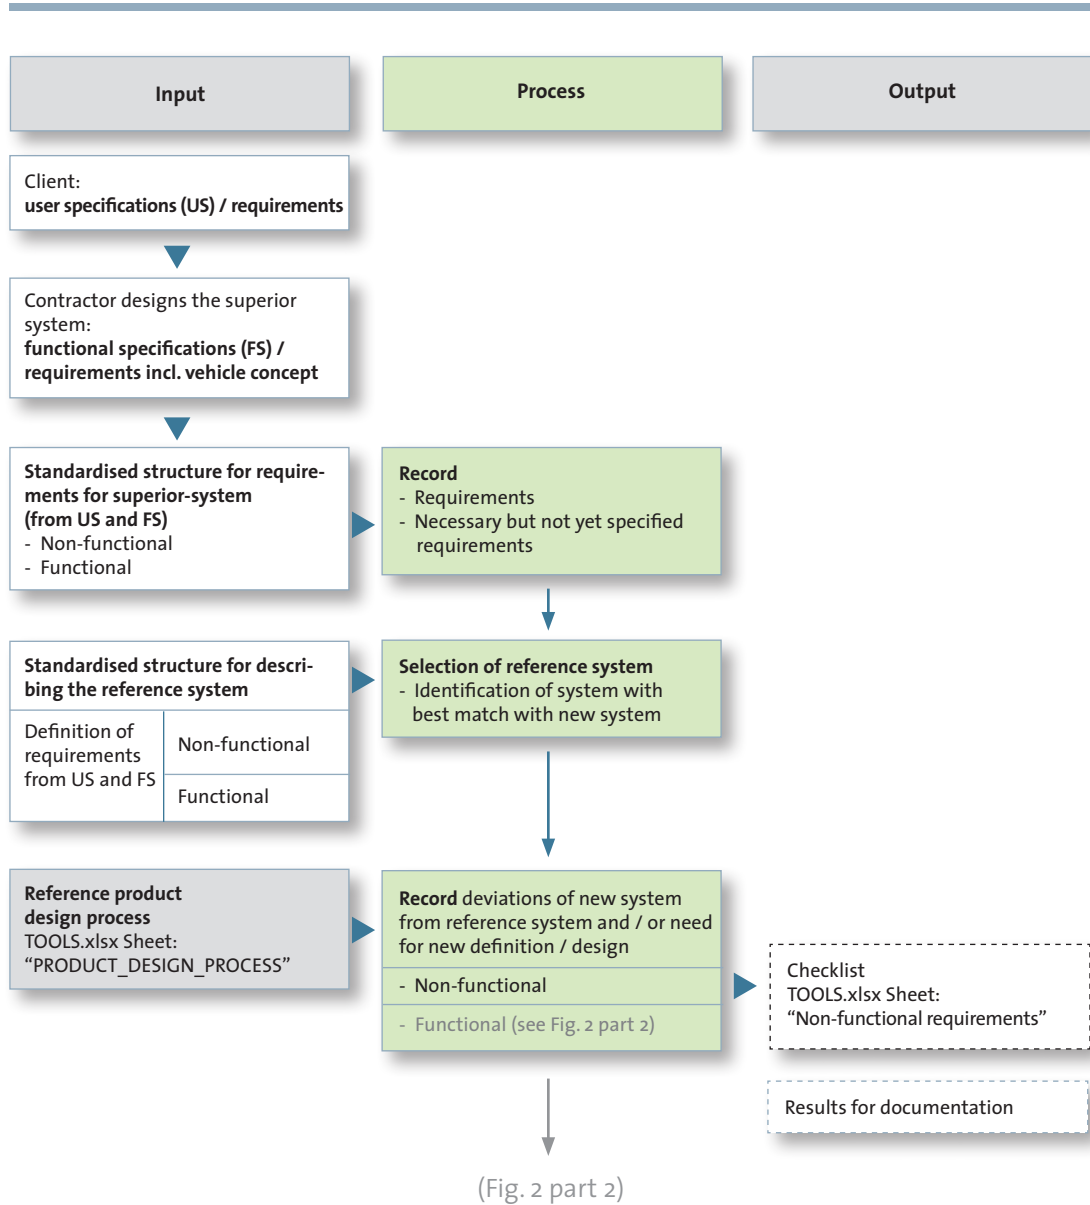 Input
Process
Output
Client:
user specifications (US) / requirements
Contractor designs the superior
system:
functional specifications (FS) /
requirements incl. vehicle concept
Standardised structure for require-
ments for superior-system
(from US and FS)
- Non-functional
- Functional
Record
- Requirements
- Necessary but not yet specified
requirements
Standardised structure for descri-
bing the reference system
Definition of
requirements
from US and FS
Non-functional
Functional
Selection of reference system
- Identification of system with
best match with new system
Reference product
design process
TOOLS.xlsx Sheet:
“PRODUCT_DESIGN_PROCESS”
Record deviations of new system
from reference system and / or need
for new definition / design
- Non-functional
- Functional (see Fig. 2 part 2)
Checklist
TOOLS.xlsx Sheet:
“Non-functional requirements”
Results for documentation
(Fig. 2 part 2)